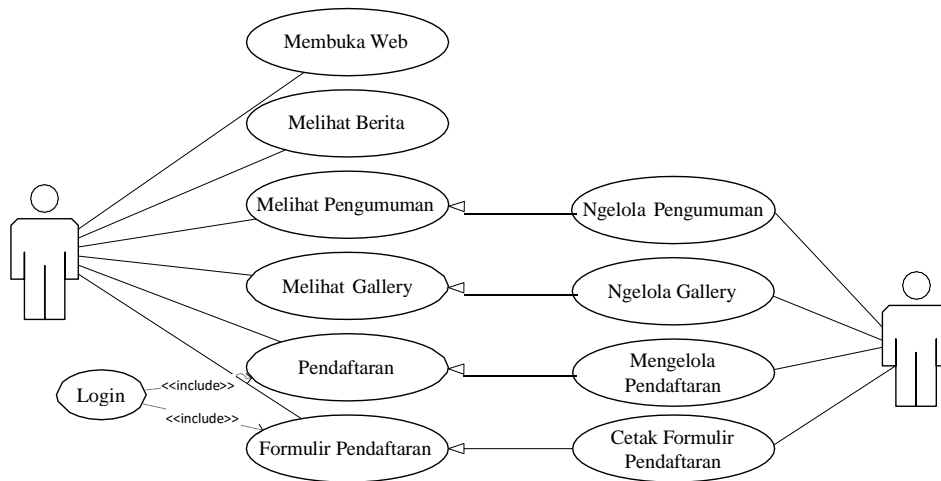 Membuka Web
Melihat Berita
Melihat Pengumuman
Ngelola Pengumuman
Melihat Gallery
Ngelola Gallery
Pendaftaran
Mengelola
Pendaftaran
<<include>>
Login
<<include>>
Formulir Pendaftaran
Cetak Formulir
Pendaftaran